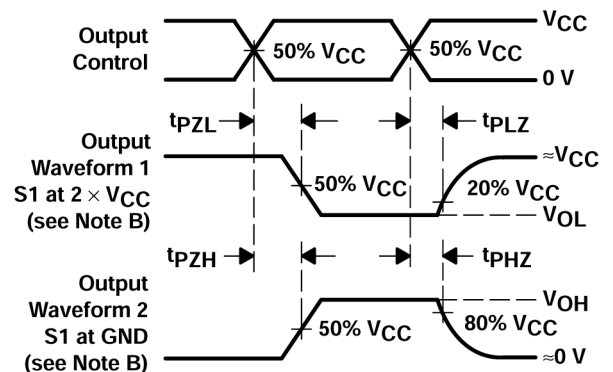 Output
Control
50% VCC
50% VCC
VCC
0 V
tPZL
tPLZ
Output
Waveform 1
S1 at 2 × VCC
(see Note B)
50% VCC
20% VCC
≈VCC
VOL
tPZH
tPHZ
Output
Waveform 2
S1 at GND
(see Note B)
50% VCC
80% VCC
VOH
≈0 V